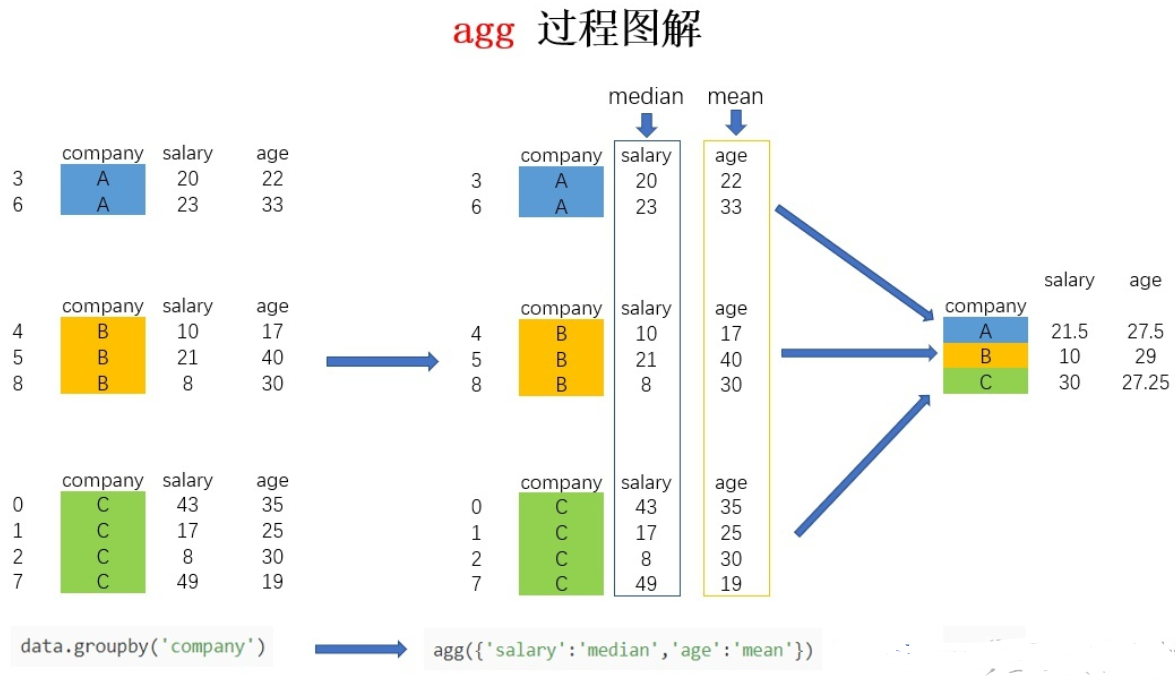 agg 过程图解
median mean
company salary age
3 A 20 22
6 A 23 33
company salary age
4 B 10 17
5 B 21 40
8 B 8 30
company salary age
0 C 43 35
1 C 17 25
2 C 8 30
7 C 49 19
company salary age
3 A 20 22
6 A 23 33
company salary age
4 B 10 17
5 B 21 40
8 B 8 30
company salary age
0 C 43 35
1 C 17 25
2 C 8 30
7 C 49 19
salary age
company
A 21.5 27.5
B 10 29
C 30 27.25
data.groupby('company')
agg({'salary':'median','age':'mean'})